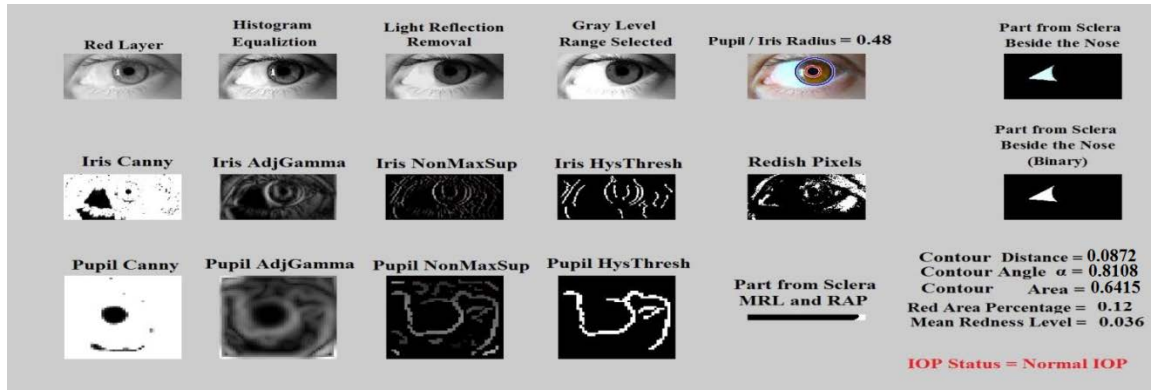 Red Layer
Histogram
Equaliztion
Light Reflection
Removal
Gray Level
Range Selected
Pupil / Iris Radius = 0.48
Part from Sclera
Beside the Nose
Iris Canny
Iris AdjGamma
Iris NonMaxSup
Iris HysThresh
Redish Pixels
Part from Sclera
Beside the Nose
(Binary)
Pupil Canny
Pupil AdjGamma
Pupil NonMaxSup
Pupil HysThresh
Part from Sclera
MRL and RAP
Contour Distance = 0.0872
Contour Angle α = 0.8108
Contour Area = 0.6415
Red Area Percentage = 0.12
Mean Redness Level = 0.036
IOP Status = Normal IOP